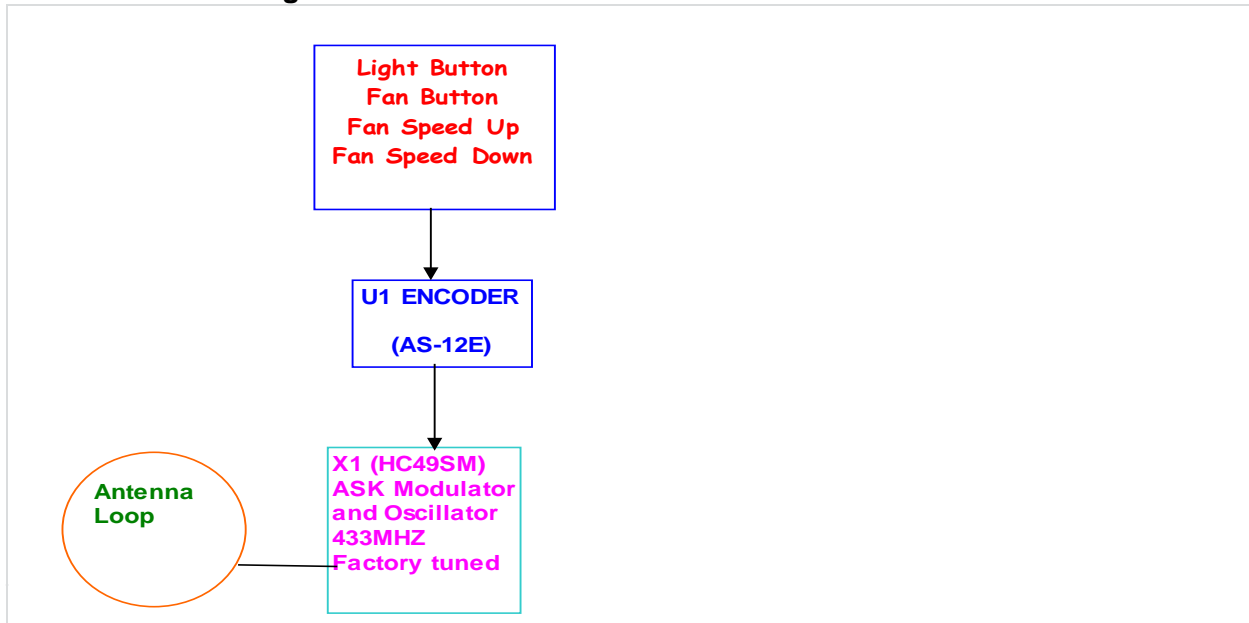 Light Button
Fan Button
Fan Speed Up
Fan Speed Down
U1 ENCODER
(AS-12E)
X1 (HC49SM)
ASK Modulator
and Oscillator
433MHZ
Factory tuned
Antenna
Loop